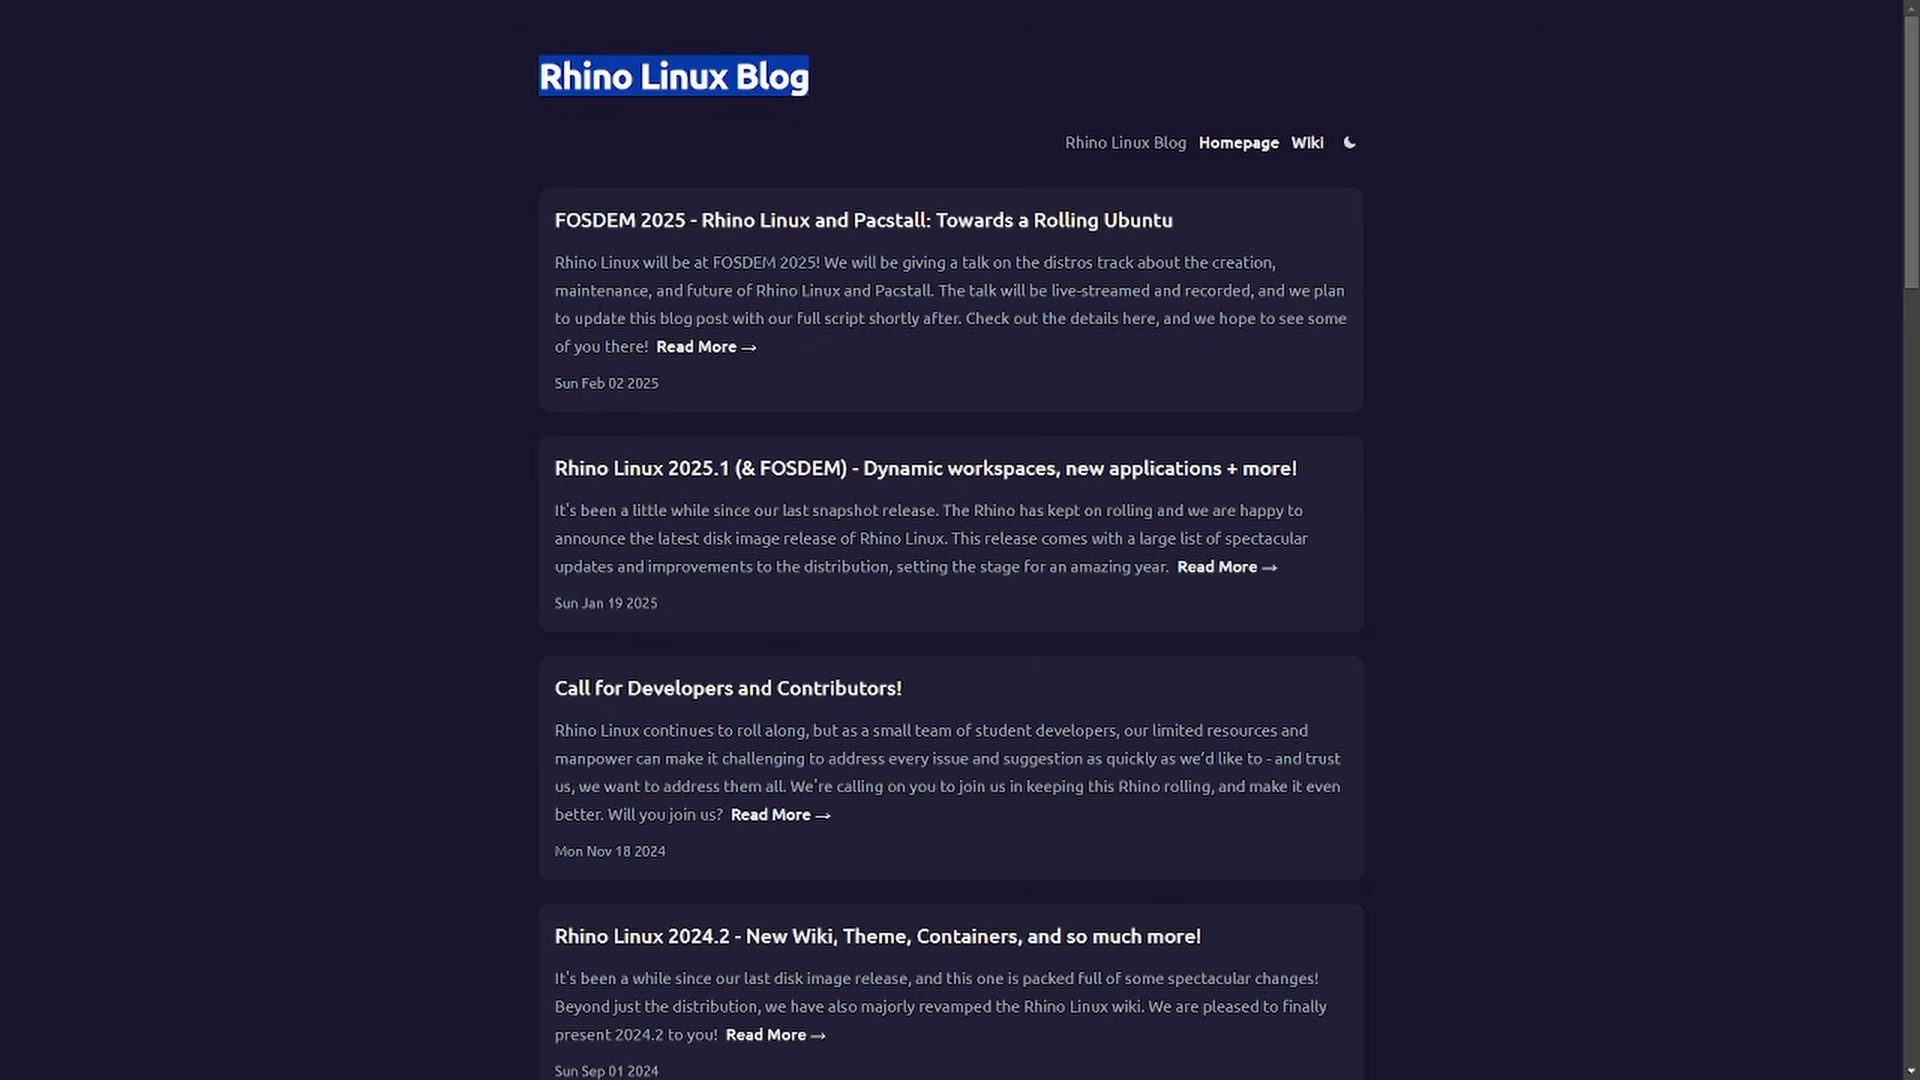 Rhino Linux Blog
Rhino Linux Blog Homepage Wiki
FOSDEM 2025 - Rhino Linux and Pacstall: Towards a Rolling Ubuntu
Rhino Linux will be at FOSDEM 2025! We will be giving a talk on the distros track about the creation,
maintenance, and future of Rhino Linux and Pacstall. The talk will be live-streamed and recorded, and we plan
to update this blog post with our full script shortly after. Check out the details here, and we hope to see some
of you there! Read More →
Sun Feb 02 2025
Rhino Linux 2025.1 (& FOSDEM) - Dynamic workspaces, new applications + more!
It's been a little while since our last snapshot release. The Rhino has kept on rolling and we are happy to
announce the latest disk image release of Rhino Linux. This release comes with a large list of spectacular
updates and improvements to the distribution, setting the stage for an amazing year. Read More →
Sun Jan 19 2025
Call for Developers and Contributors!
Rhino Linux continues to roll along, but as a small team of student developers, our limited resources and
manpower can make it challenging to address every issue and suggestion as quickly as we’d like to - and trust
us, we want to address them all. We're calling on you to join us in keeping this Rhino rolling, and make it even
better. Will you join us? Read More →
Mon Nov 18 2024
Rhino Linux 2024.2 - New Wiki, Theme, Containers, and so much more!
It's been a while since our last disk image release, and this one is packed full of some spectacular changes!
Beyond just the distribution, we have also majorly revamped the Rhino Linux wiki. We are pleased to finally
present 2024.2 to you! Read More →
Sun Sep 01 2024